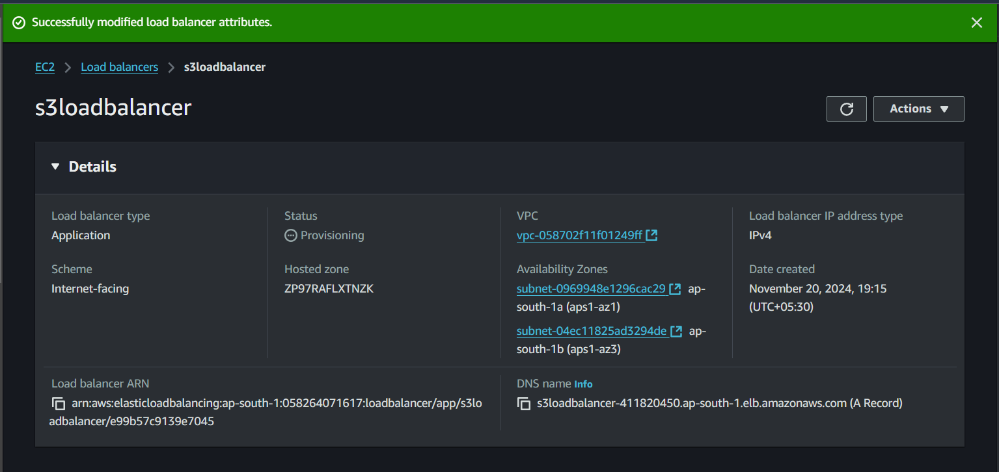 Successfully modified load balancer attributes.
EC2 > Load balancers > s3loadbalancer
s3loadbalancer
Actions
Details
Load balancer type
Application
Status
Provisioning
VPC
vpc-058702f11f01249ff
Load balancer IP address type
IPv4
Scheme
Internet-facing
Hosted zone
ZP97RAFLXTNZK
Availability Zones
subnet-0969948e1296cac29 ap-
south-1a (aps1-az1)
subnet-04ec11825ad3294de ap-
south-1b (aps1-az3)
Date created
November 20, 2024, 19:15
(UTC+05:30)
Load balancer ARN
arn:aws:elasticloadbalancing:ap-south-1:058264071617:loadbalancer/app/s3lo
adbalancer/e99b57c9139e7045
DNS name Info
s3loadbalancer-411820450.ap-south-1.elb.amazonaws.com (A Record)